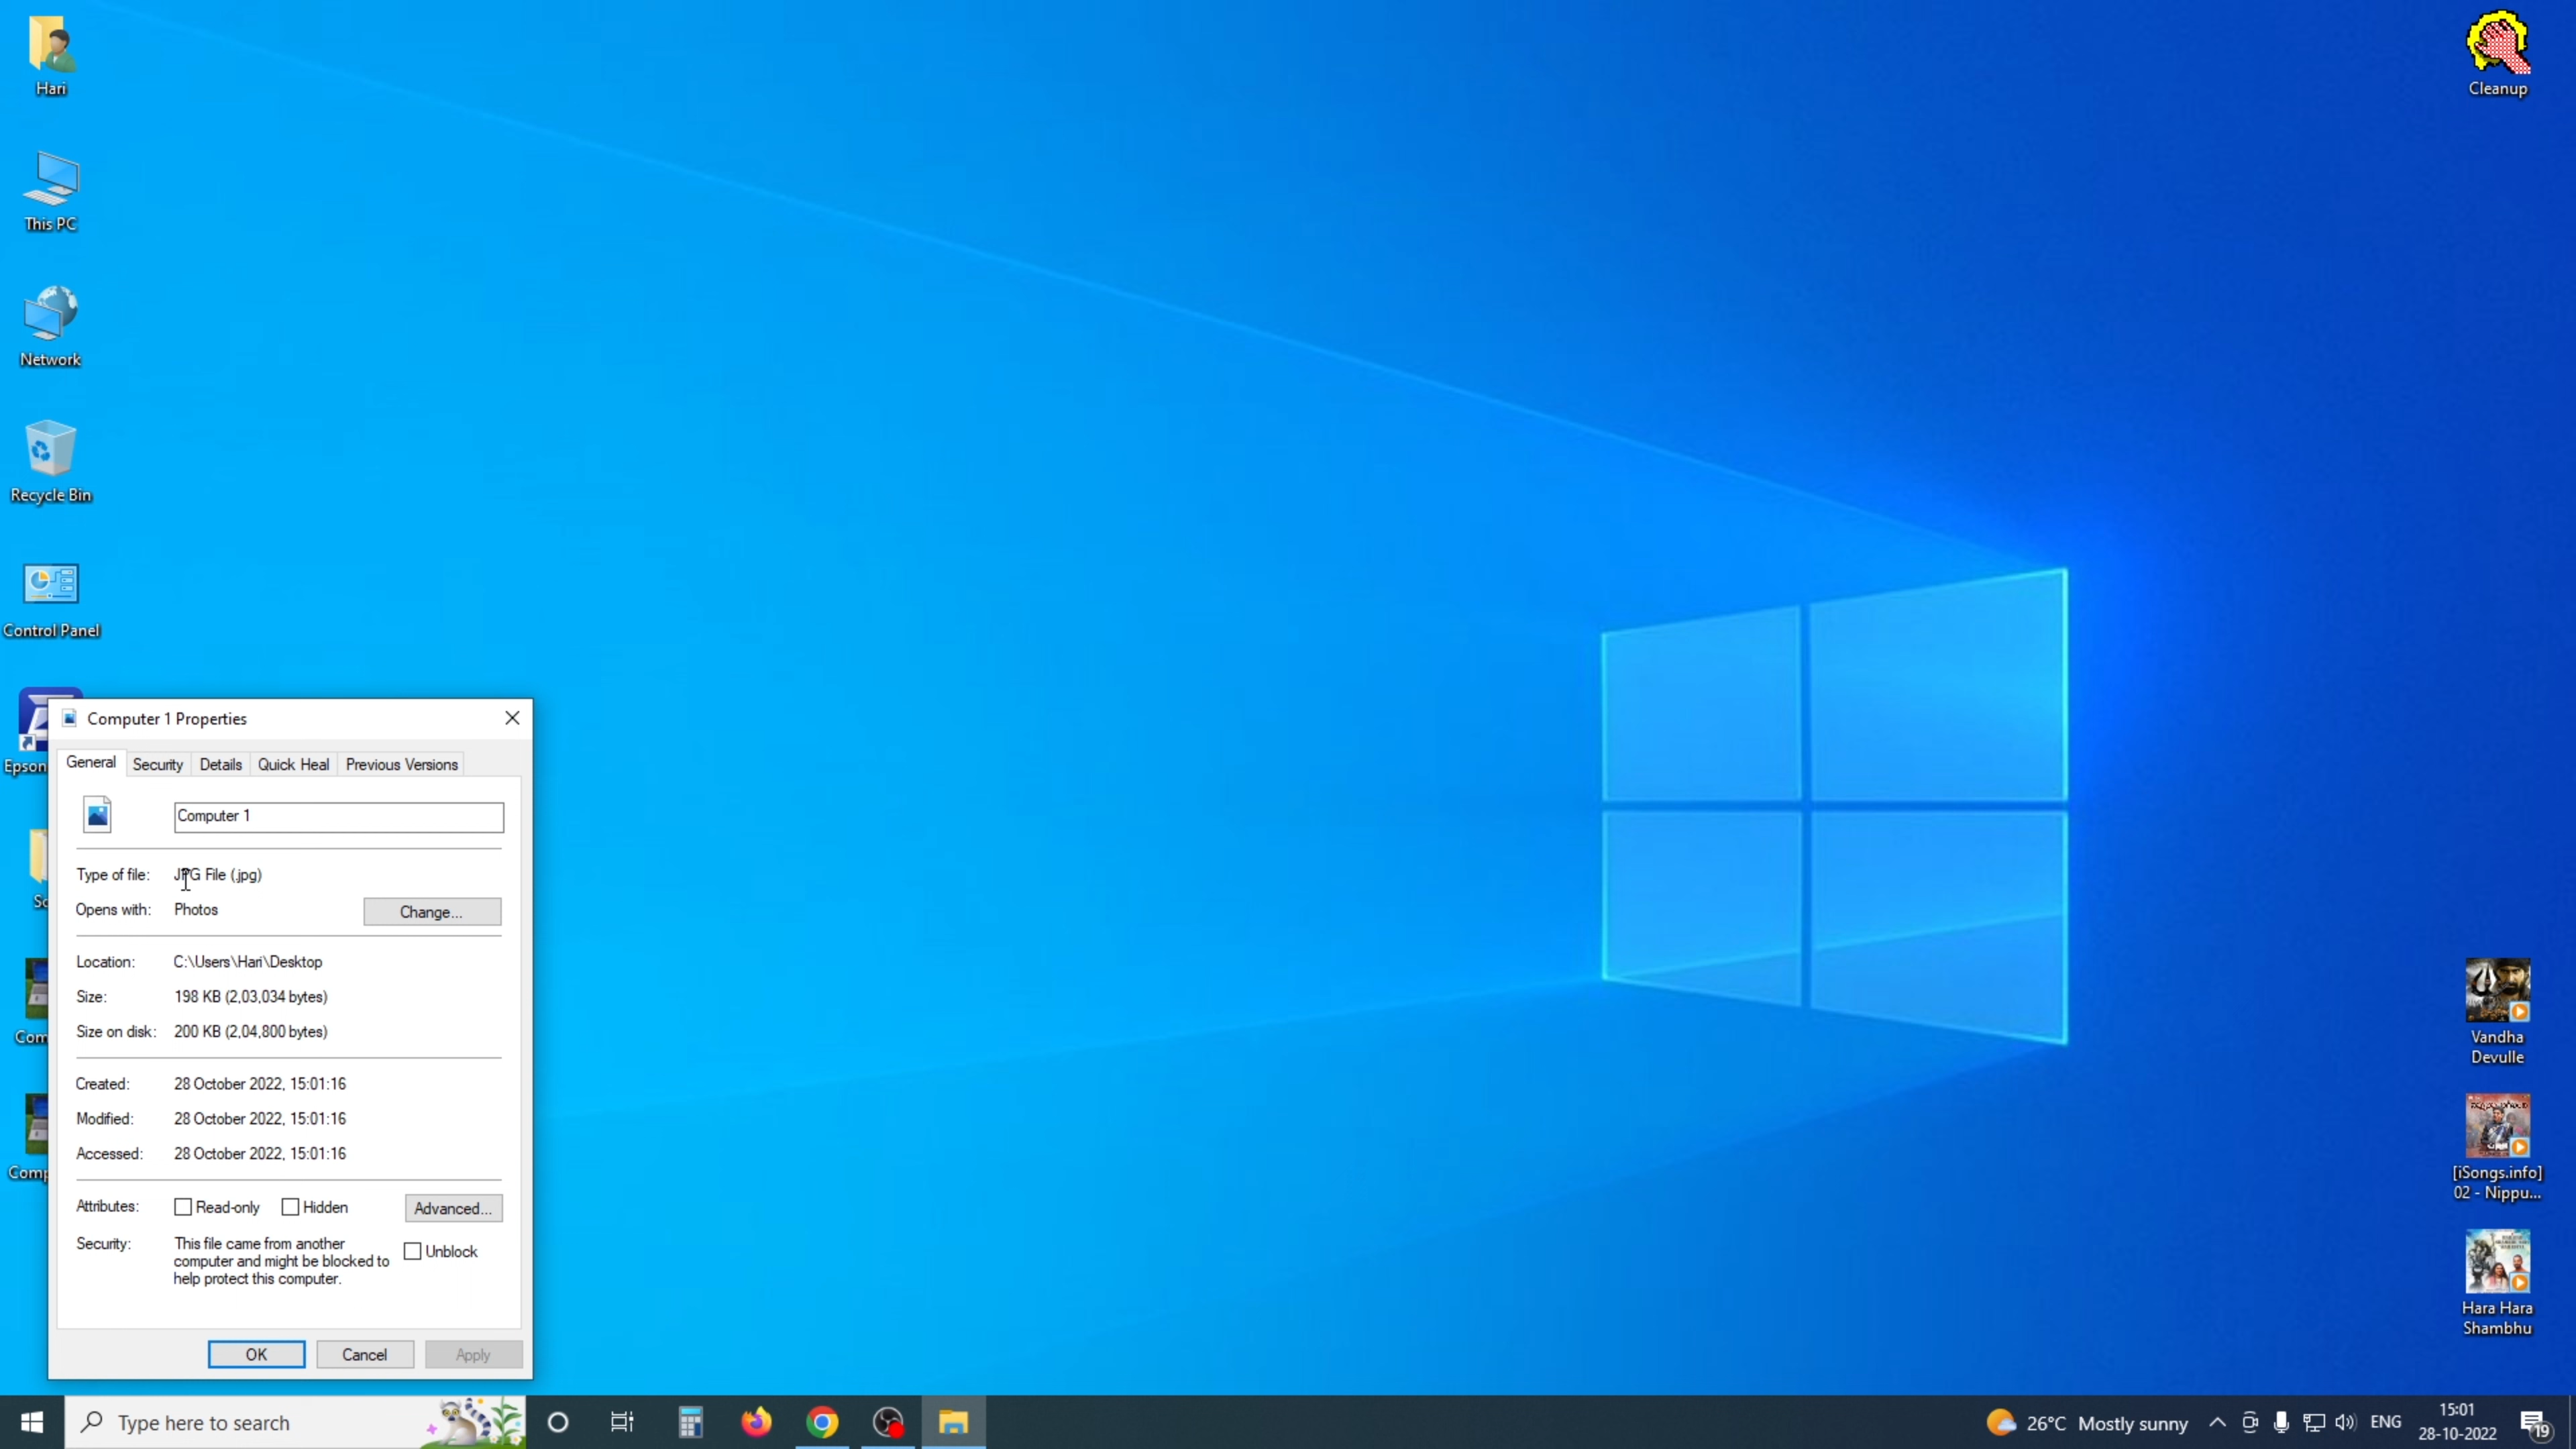 Hari
This PC
Network
Recycle Bin
Control Panel
Epson
Sc
Com
Comp
Computer 1 Properties
General
Security
Details
Quick Heal
Previous Versions
Computer 1
Type of file: JPG File (.jpg)
Opens with: Photos
Change...
Location: C:\Users\Hari\Desktop
Size: 198 KB (2,03,034 bytes)
Size on disk: 200 KB (2,04,800 bytes)
Created: 28 October 2022, 15:01:16
Modified: 28 October 2022, 15:01:16
Accessed: 28 October 2022, 15:01:16
Attributes: Read-only Hidden Advanced...
Security: This file came from another
computer and might be blocked to
help protect this computer.
Unblock
OK
Cancel
Apply
Cleanup
Vandha
Devulle
[iSongs.info]
02 - Nippu...
Hara Hara
Shambhu
Type here to search
26°C Mostly sunny
ENG
15:01
28-10-2022
19